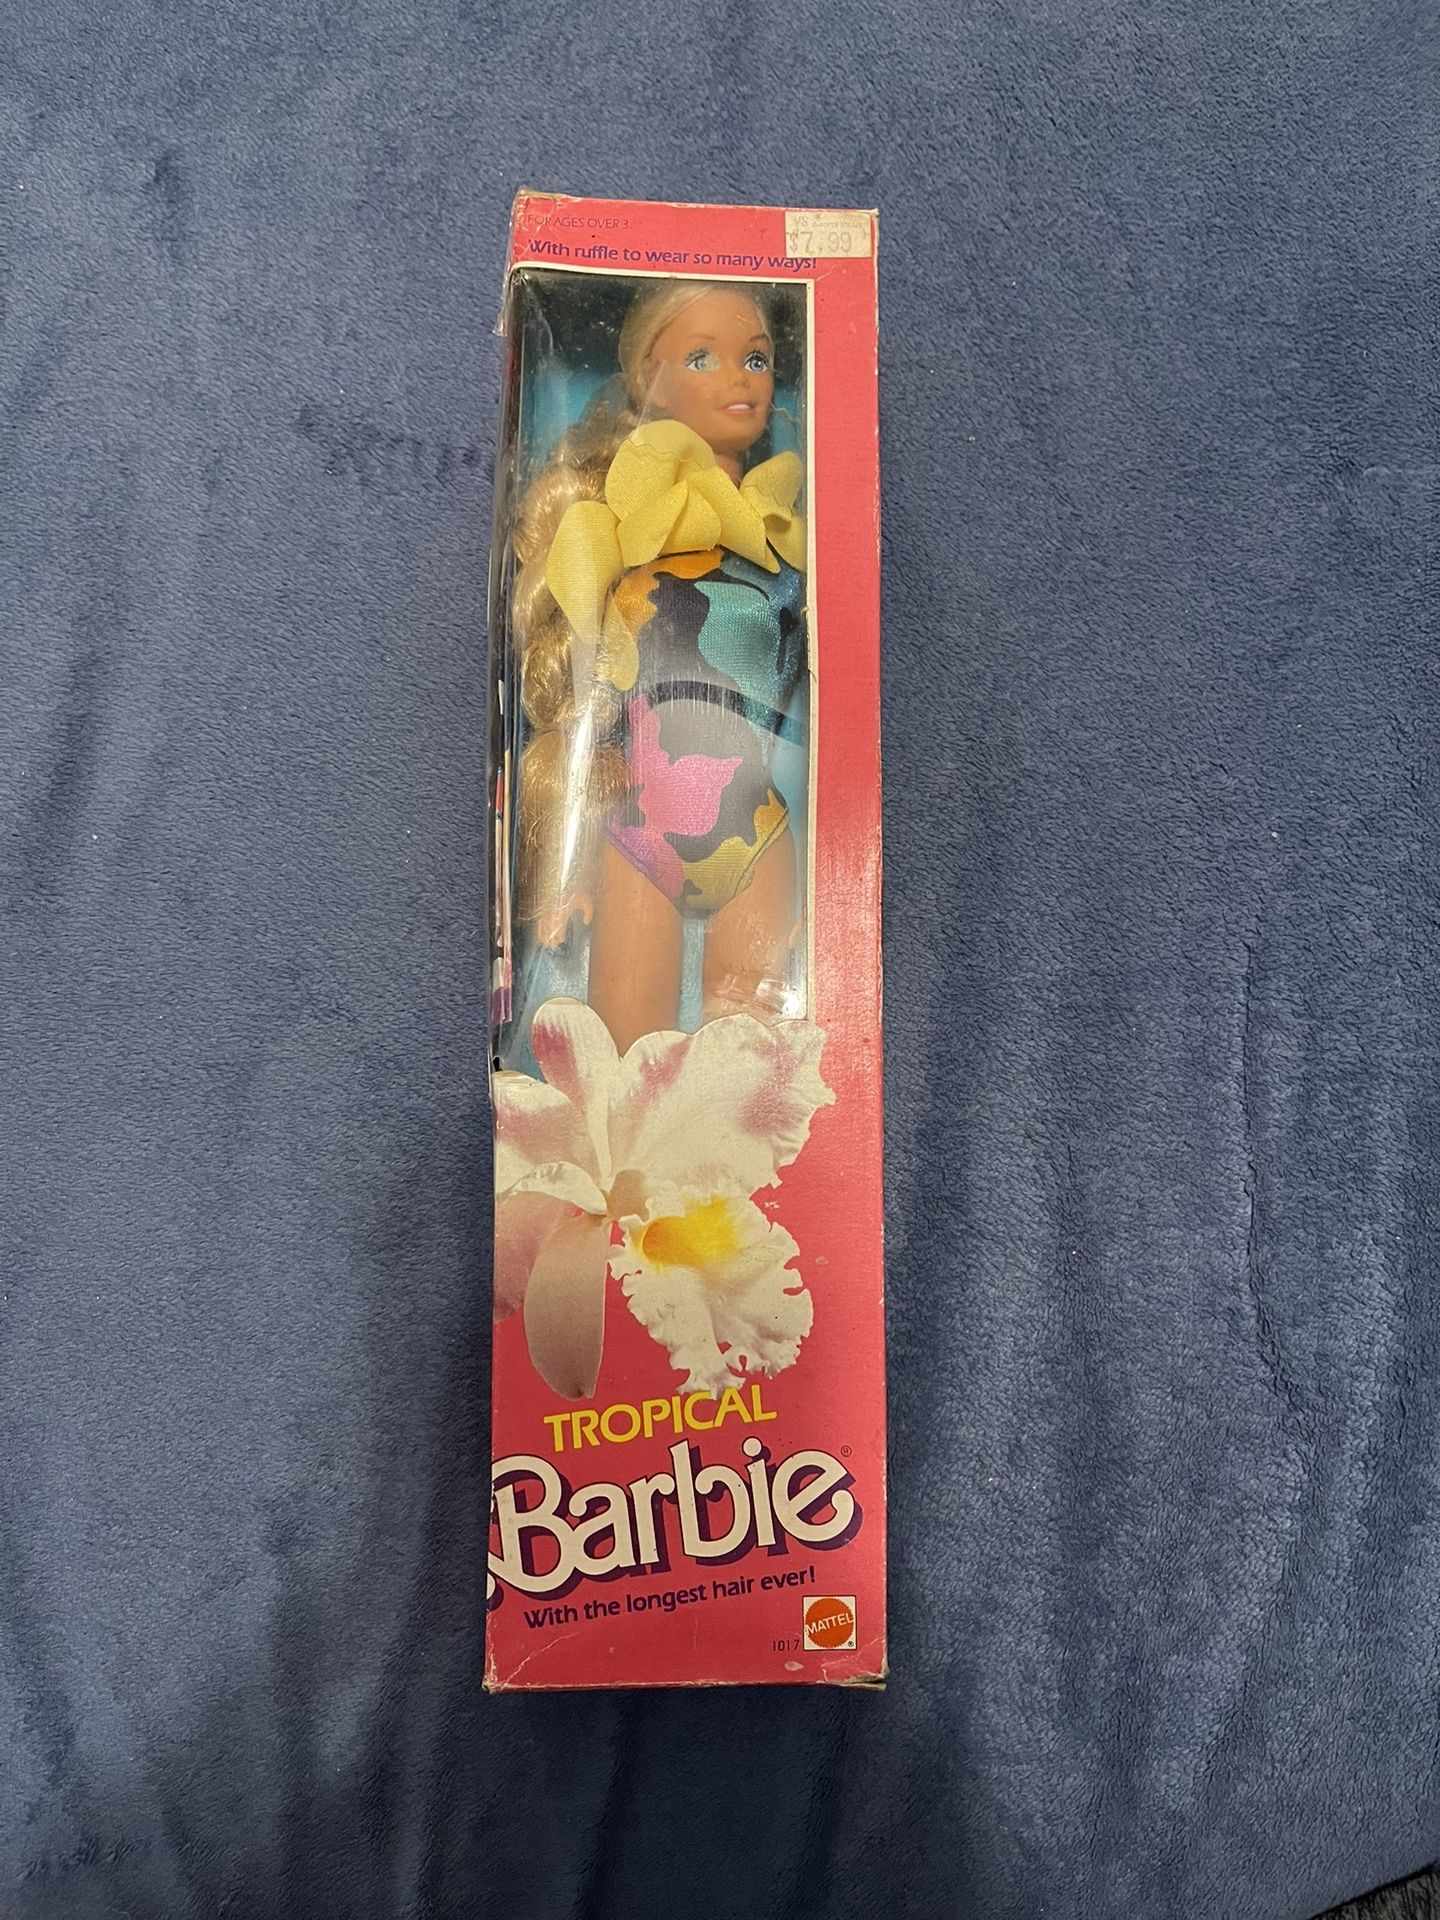 FOR AGES OVER 3
With ruffle to wear so many ways!
$7.99
TROPICAL
Barbie®
With the longest hair ever!
1017
MATTEL®